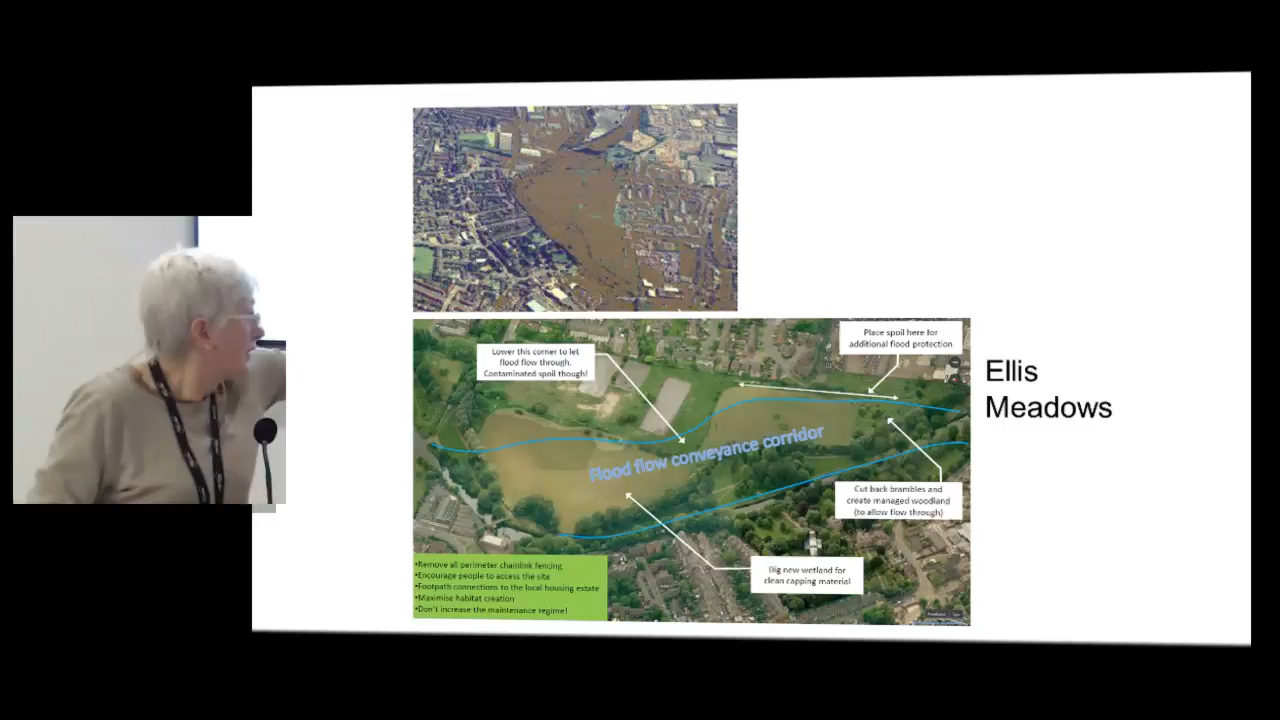 Place spoil here for
additional flood protection
Lower this corner to let
flood flow through.
Contaminated spoil though!
Ellis
Meadows
Flood flow conveyance corridor
Cut back brambles and
create managed woodland
(to allow flow through)
Dig new wetland for
clean capping material
•Remove all perimeter chainlink fencing
•Encourage people to access the site
•Footpath connections to the local housing estate
•Maximise habitat creation
•Don't increase the maintenance regime!